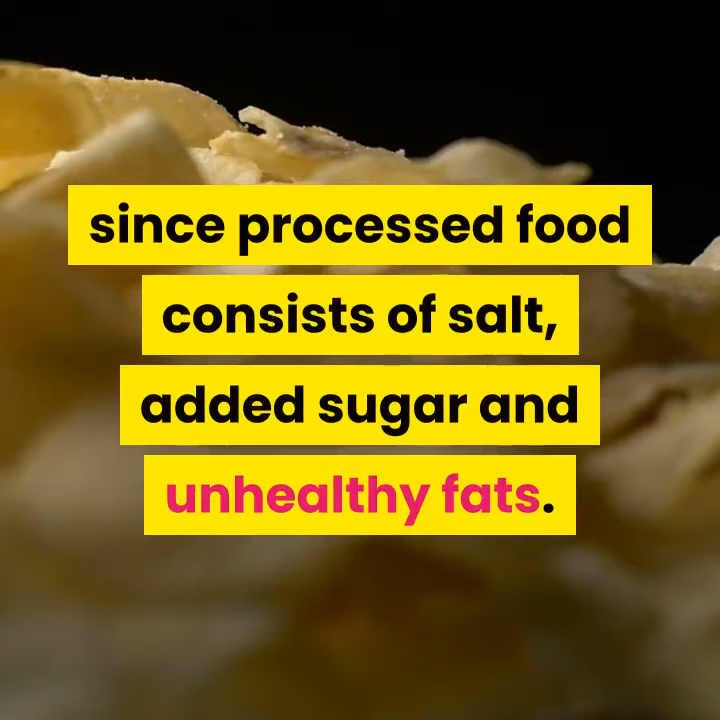 since processed food
consists of salt,
added sugar and
unhealthy fats.